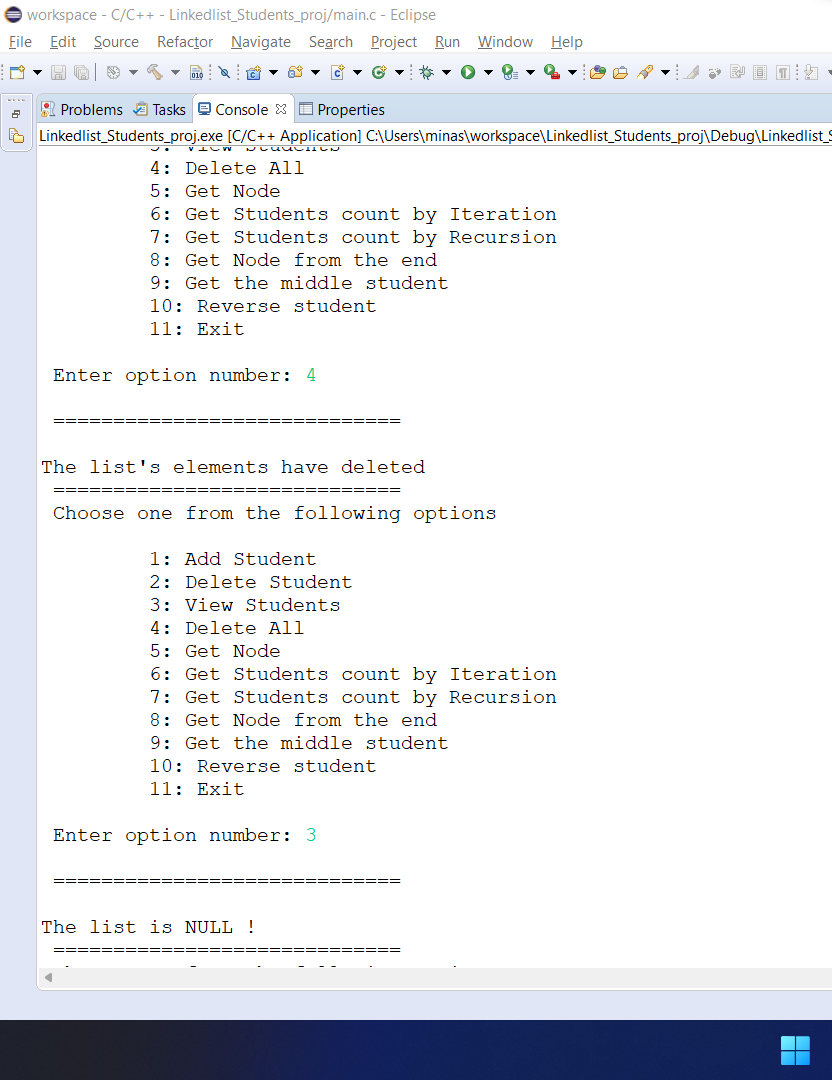 workspace - C/C++ - Linkedlist_Students_proj/main.c - Eclipse
File Edit Source Refactor Navigate Search Project Run Window Help
Problems Tasks Console Properties
Linkedlist_Students_proj.exe [C/C++ Application] C:\Users\minas\workspace\Linkedlist_Students_proj\Debug\Linkedlist_S
3: View Students
4: Delete All
5: Get Node
6: Get Students count by Iteration
7: Get Students count by Recursion
8: Get Node from the end
9: Get the middle student
10: Reverse student
11: Exit
Enter option number: 4
=============================
The list's elements have deleted
=============================
Choose one from the following options
1: Add Student
2: Delete Student
3: View Students
4: Delete All
5: Get Node
6: Get Students count by Iteration
7: Get Students count by Recursion
8: Get Node from the end
9: Get the middle student
10: Reverse student
11: Exit
Enter option number: 3
=============================
The list is NULL !
=============================